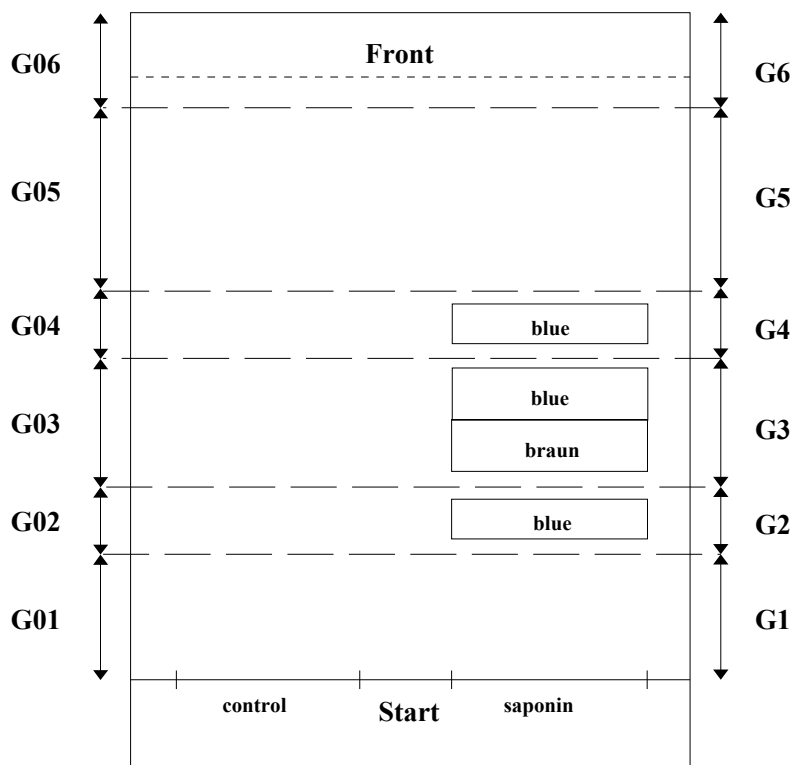 Front
G06
G6
G05
G5
G04
blue
G4
blue
G03
G3
braun
G02
blue
G2
G01
G1
control
Start
saponin